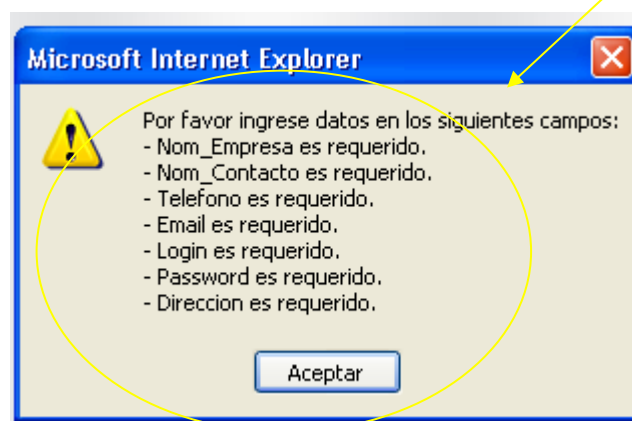 Microsoft Internet Explorer
Por favor ingrese datos en los siguientes campos:
- Nom_Empresa es requerido.
- Nom_Contacto es requerido.
- Telefono es requerido.
- Email es requerido.
- Login es requerido.
- Password es requerido.
- Direccion es requerido.
Aceptar